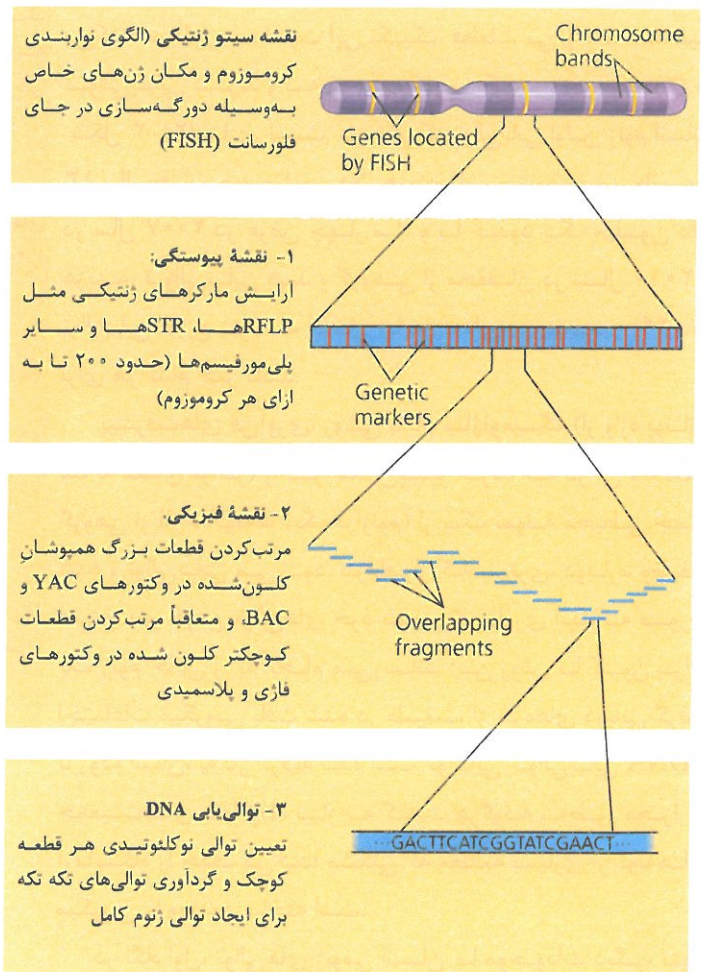 نقشه سیتو ژنتیکی (الگوی نواربندی
کروموزوم و مکان ژن‌های خاص
به‌وسیله دورگه‌سازی در جای
فلورسانت (FISH)
Chromosome
bands
Genes located
by FISH
۱- نقشهٔ پیوستگی:
آرایش مارکرهای ژنتیکی مثل
RFLPها، STRها و سایر
پلی‌مورفیسم‌ها (حدود ۲۰۰ تا به
ازای هر کروموزوم)
Genetic
markers
۲- نقشهٔ فیزیکی.
مرتب‌کردن قطعات بزرگ همپوشانِ
کلون‌شده در وکتورهای YAC و
BAC، و متعاقباً مرتب‌کردن قطعات
کوچکتر کلون شده در وکتورهای
فاژی و پلاسمیدی
Overlapping
fragments
۳- توالی‌یابی DNA.
تعیین توالی نوکلئوتیدی هر قطعه
کوچک و گردآوری توالی‌های تکه تکه
برای ایجاد توالی ژنوم کامل
···GACTTCATCGGTATCGAACT···